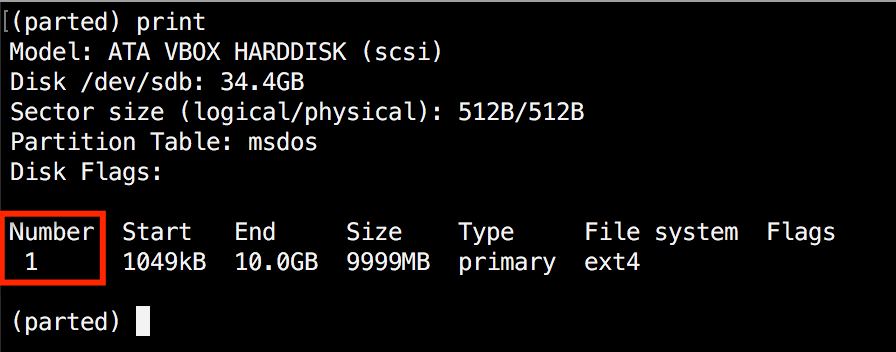 (parted) print
Model: ATA VBOX HARDDISK (scsi)
Disk /dev/sdb: 34.4GB
Sector size (logical/physical): 512B/512B
Partition Table: msdos
Disk Flags:
Number Start End Size Type File system Flags
1 1049kB 10.0GB 9999MB primary ext4
(parted)